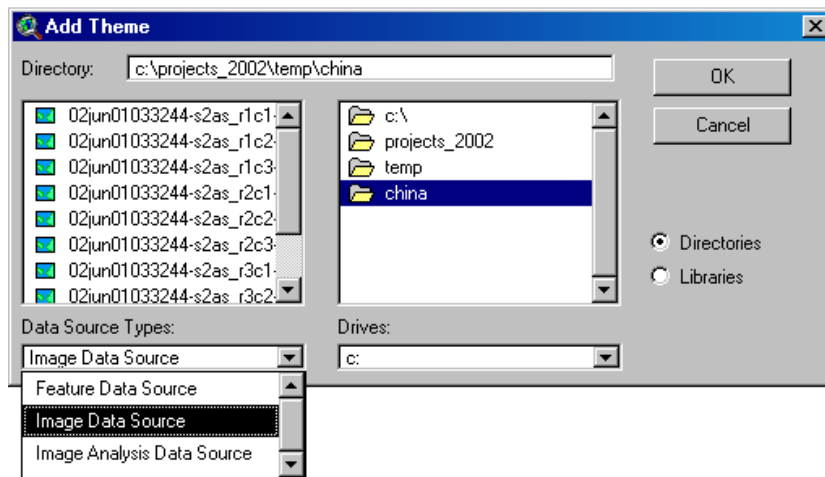 Add Theme
Directory: c:\projects_2002\temp\china
OK
Cancel
02jun01033244-s2as_r1c1-
02jun01033244-s2as_r1c2-
02jun01033244-s2as_r1c3-
02jun01033244-s2as_r2c1-
02jun01033244-s2as_r2c2-
02jun01033244-s2as_r2c3-
02jun01033244-s2as_r3c1-
02jun01033244-s2as_r3c2-
c:\
projects_2002
temp
china
Directories
Libraries
Data Source Types:
Image Data Source
Drives:
c:
Feature Data Source
Image Data Source
Image Analysis Data Source